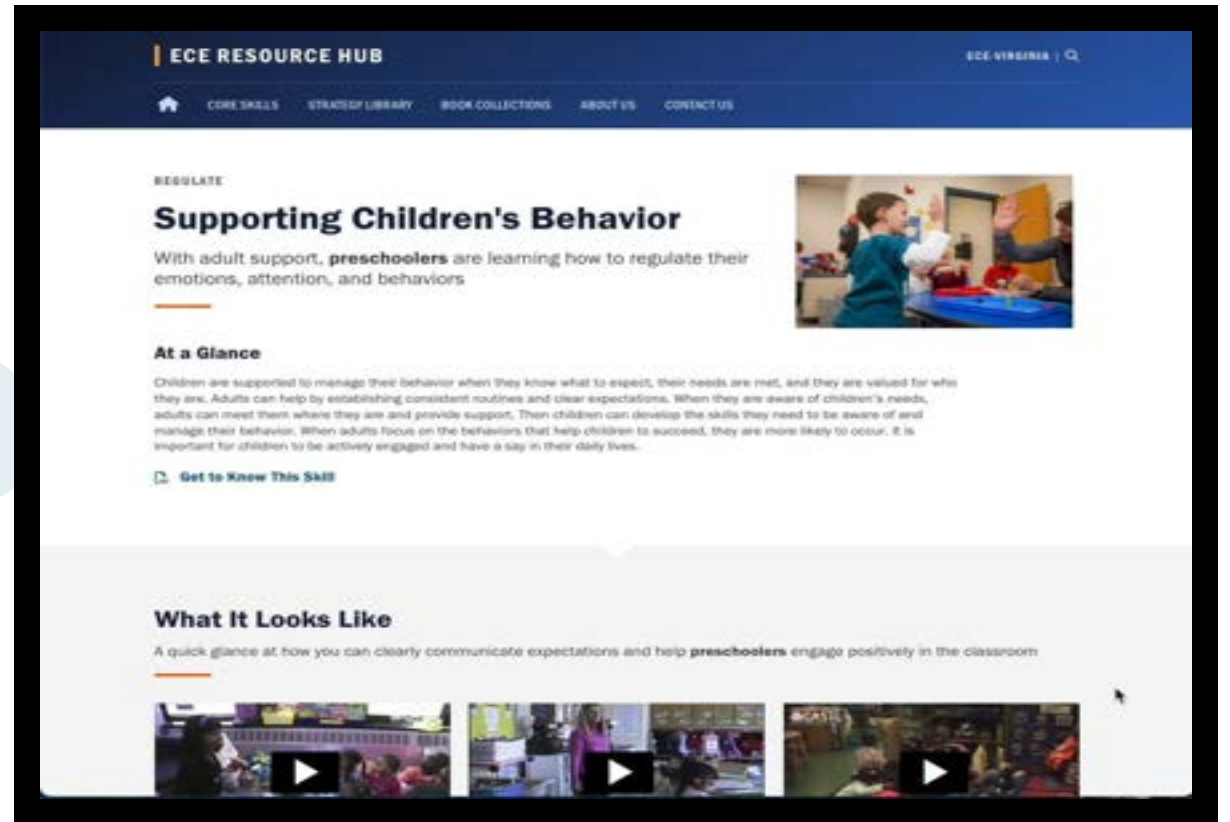 ECE RESOURCE HUB
ECE-VIRGINIA |
CORE SKILLS STRATEGY LIBRARY BOOK COLLECTIONS ABOUT US CONTACT US
REGULATE
Supporting Children's Behavior
With adult support, preschoolers are learning how to regulate their
emotions, attention, and behaviors
At a Glance
Children are supported to manage their behavior when they know what to expect, their needs are met, and they are valued for who
they are. Adults can help by establishing consistent routines and clear expectations. When they are aware of children's needs,
adults can meet them where they are and provide support. Then children can develop the skills they need to be aware of and
manage their behavior. When adults focus on the behaviors that help children to succeed, they are more likely to occur. It is
important for children to be actively engaged and have a say in their daily lives.
Get to Know This Skill
What It Looks Like
A quick glance at how you can clearly communicate expectations and help preschoolers engage positively in the classroom